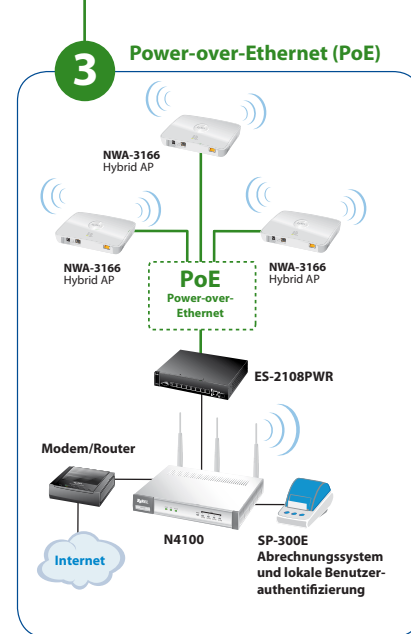 3
Power-over-Ethernet (PoE)
NWA-3166
Hybrid AP
NWA-3166
Hybrid AP
NWA-3166
Hybrid AP
PoE
Power-over-
Ethernet
ES-2108PWR
Modem/Router
N4100
Internet
SP-300E
Abrechnungssystem
und lokale Benutzer-
authentifizierung